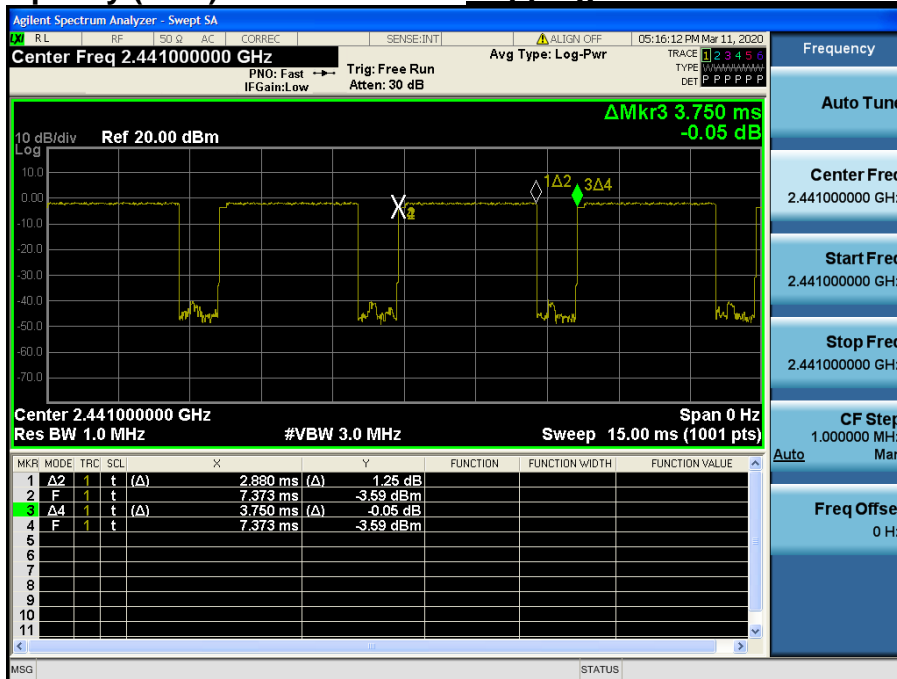 Agilent Spectrum Analyzer - Swept SA
LXI RL RF 50 Ω AC CORREC SENSE:INT ALIGN OFF 05:16:12 PM Mar 11, 2020
Center Freq 2.441000000 GHz
PNO: Fast
IFGain:Low
Trig: Free Run
Atten: 30 dB
Avg Type: Log-Pwr
TRACE 1 2 3 4 5 6
TYPE
DET P P P P P P
ΔMkr3 3.750 ms
-0.05 dB
10 dB/div Ref 20.00 dBm
Log
10.0
0.00
-10.0
-20.0
-30.0
-40.0
-50.0
-60.0
-70.0
1Δ2
3Δ4
Center 2.441000000 GHz Span 0 Hz
Res BW 1.0 MHz #VBW 3.0 MHz Sweep 15.00 ms (1001 pts)
MKR MODE TRC SCL X Y FUNCTION FUNCTION WIDTH FUNCTION VALUE
1 Δ2 1 t (Δ) 2.880 ms (Δ) 1.25 dB
2 F 1 t 7.373 ms -3.59 dBm
3 Δ4 1 t (Δ) 3.750 ms (Δ) -0.05 dB
4 F 1 t 7.373 ms -3.59 dBm
5
6
7
8
9
10
11
MSG STATUS
Frequency
Auto Tune
Center Freq
2.441000000 GHz
Start Freq
2.441000000 GHz
Stop Freq
2.441000000 GHz
CF Step
1.000000 MHz
Auto Man
Freq Offset
0 Hz